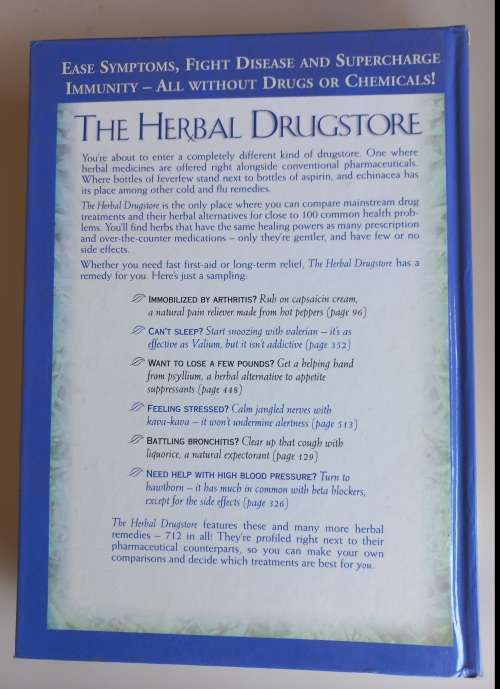 EASE SYMPTOMS, FIGHT DISEASE AND SUPERCHARGE
IMMUNITY – ALL WITHOUT DRUGS OR CHEMICALS!
THE HERBAL DRUGSTORE
You're about to enter a completely different kind of drugstore. One where
herbal medicines are offered right alongside conventional pharmaceuticals.
Where bottles of feverfew stand next to bottles of aspirin, and echinacea has
its place among other cold and flu remedies.
The Herbal Drugstore is the only place where you can compare mainstream drug
treatments and their herbal alternatives for close to 100 common health prob-
lems. You'll find herbs that have the same healing powers as many prescription
and over-the-counter medications – only they're gentler, and have few or no
side effects.
Whether you need fast first-aid or long-term relief, The Herbal Drugstore has a
remedy for you. Here's just a sampling:
IMMOBILIZED BY ARTHRITIS? Rub on capsaicin cream,
a natural pain reliever made from hot peppers (page 96)
CAN'T SLEEP? Start snoozing with valerian – it's as
effective as Valium, but it isn't addictive (page 352)
WANT TO LOSE A FEW POUNDS? Get a helping hand
from psyllium, a herbal alternative to appetite
suppressants (page 448)
FEELING STRESSED? Calm jangled nerves with
kava-kava – it won't undermine alertness (page 513)
BATTLING BRONCHITIS? Clear up that cough with
liquorice, a natural expectorant (page 129)
NEED HELP WITH HIGH BLOOD PRESSURE? Turn to
hawthorn – it has much in common with beta blockers,
except for the side effects (page 326)
The Herbal Drugstore features these and many more herbal
remedies – 712 in all! They're profiled right next to their
pharmaceutical counterparts, so you can make your own
comparisons and decide which treatments are best for you.